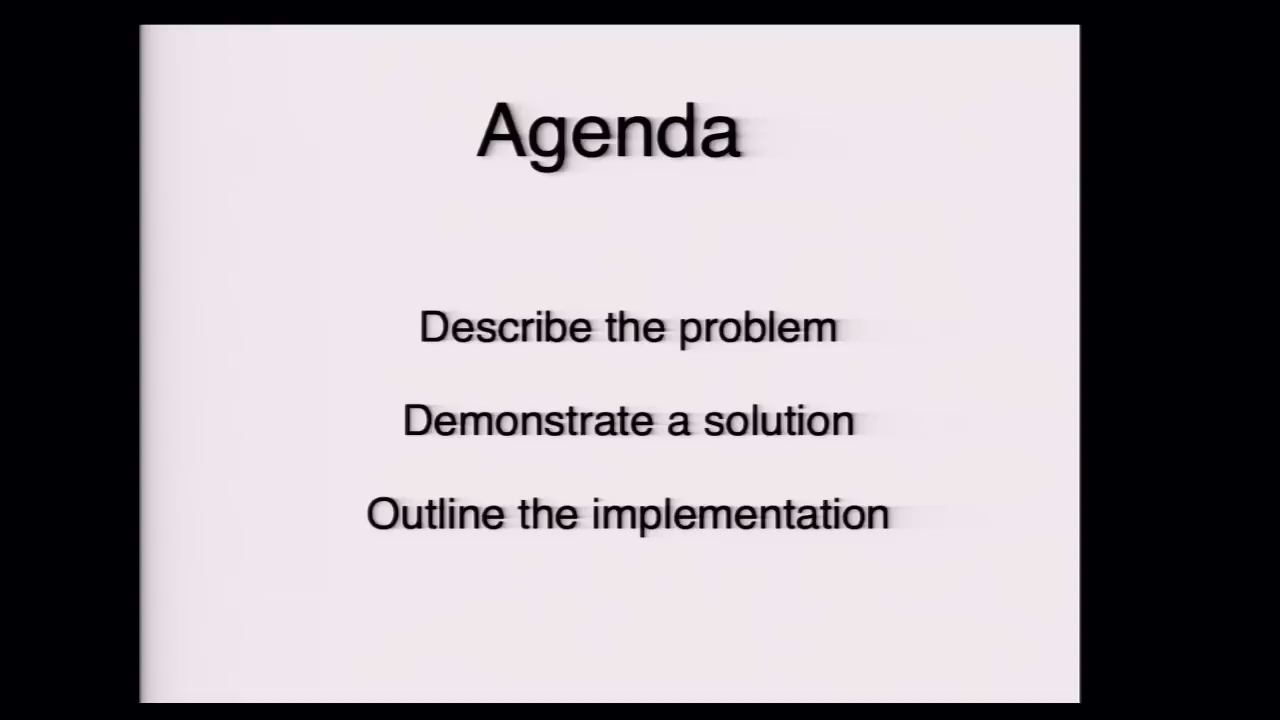 Agenda
Describe the problem
Demonstrate a solution
Outline the implementation